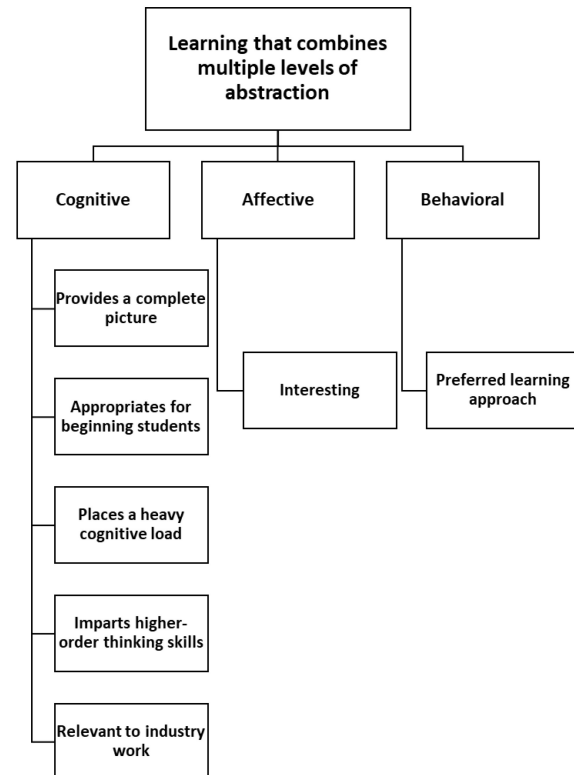 Learning that combines
multiple levels of
abstraction
Cognitive
Affective
Behavioral
Provides a complete
picture
Appropriates for
beginning students
Places a heavy
cognitive load
Imparts higher-
order thinking skills
Relevant to industry
work
Interesting
Preferred learning
approach